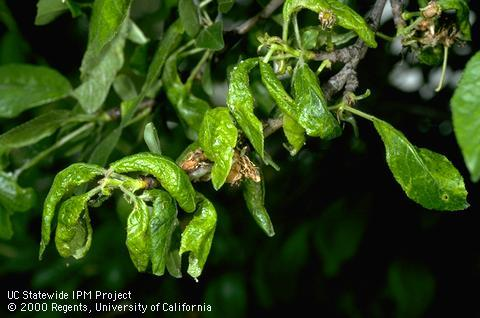 UC Statewide IPM Project
© 2000 Regents, University of California